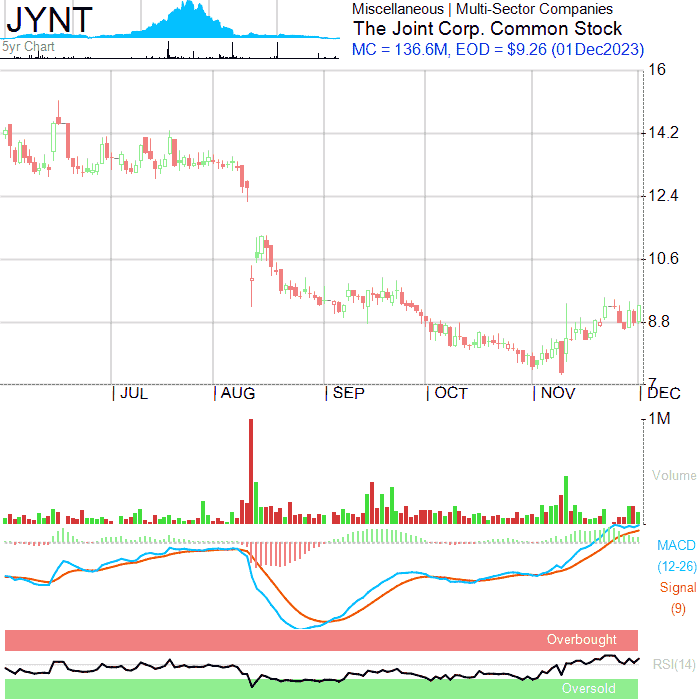 JYNT
5yr Chart
Miscellaneous | Multi-Sector Companies
The Joint Corp. Common Stock
MC = 136.6M, EOD = $9.26 (01Dec2023)
16
14.2
12.4
10.6
8.8
7
JUL AUG SEP OCT NOV DEC
1M
Volume
MACD
(12-26)
Signal
(9)
Overbought
RSI(14)
Oversold